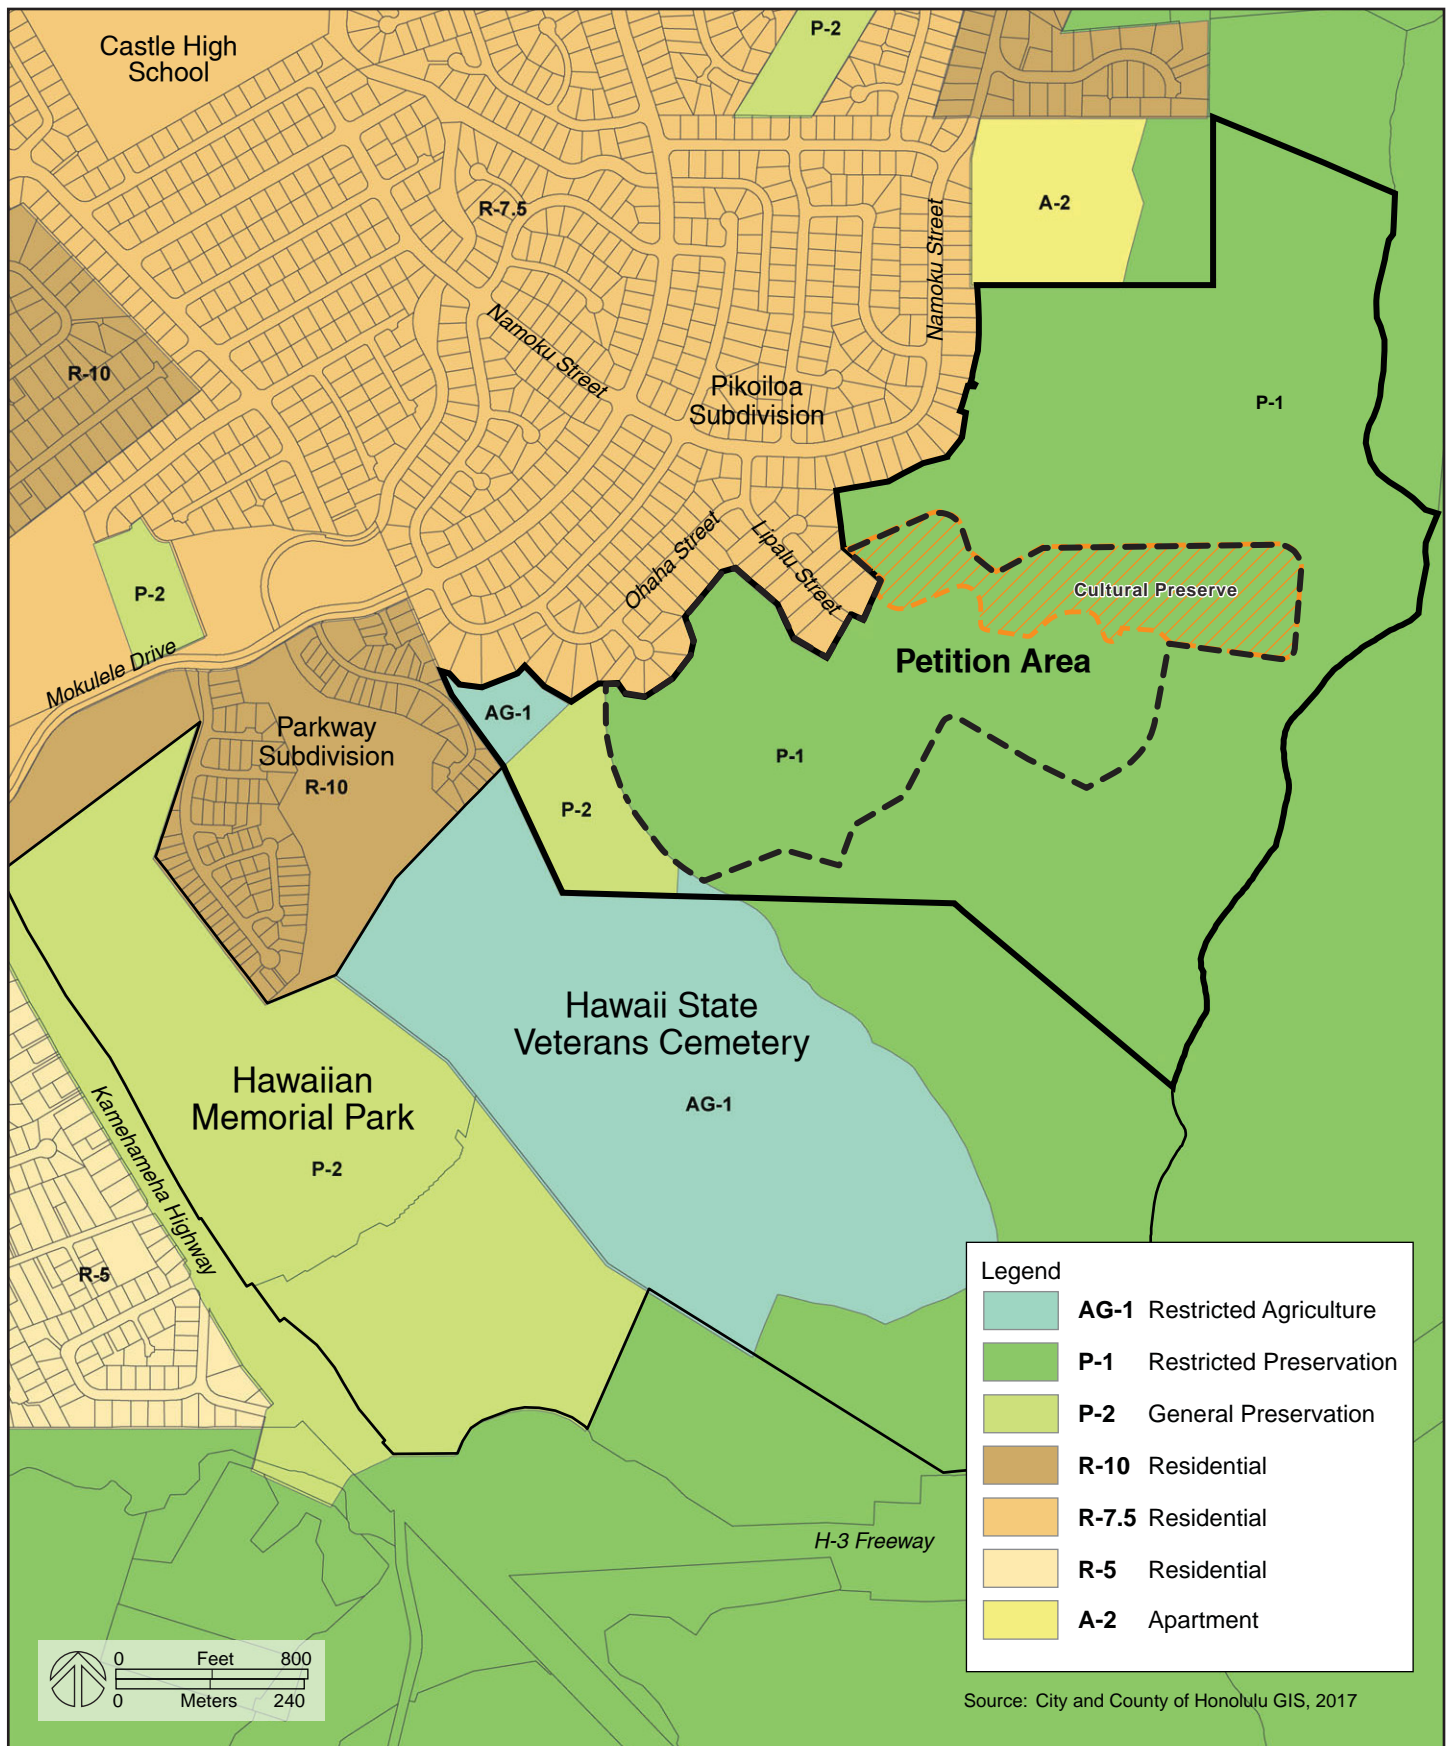 Castle High
School
P-2
A-2
R-7.5
Namoku Street
Namoku Street
R-10
Pikoiloa
Subdivision
P-1
Ohaha Street
Lipalu Street
Cultural Preserve
P-2
Petition Area
Mokulele Drive
AG-1
Parkway
Subdivision
R-10
P-1
P-2
Hawaii State
Veterans Cemetery
AG-1
Hawaiian
Memorial Park
P-2
Kamehameha Highway
R-5
H-3 Freeway
Legend
AG-1 Restricted Agriculture
P-1 Restricted Preservation
P-2 General Preservation
R-10 Residential
R-7.5 Residential
R-5 Residential
A-2 Apartment
0 Feet 800
0 Meters 240
Source: City and County of Honolulu GIS, 2017